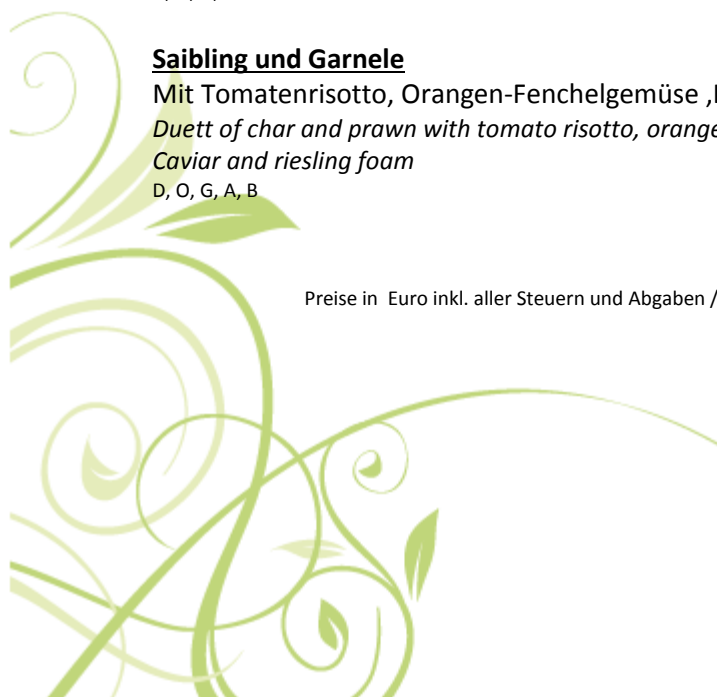 Saibling und Garnele
Mit Tomatenrisotto, Orangen-Fenchelgemüse ,
Duett of char and prawn with tomato risotto, orange
Caviar and riesling foam
D, O, G, A, B
Preise in  Euro inkl. aller Steuern und Abgaben /